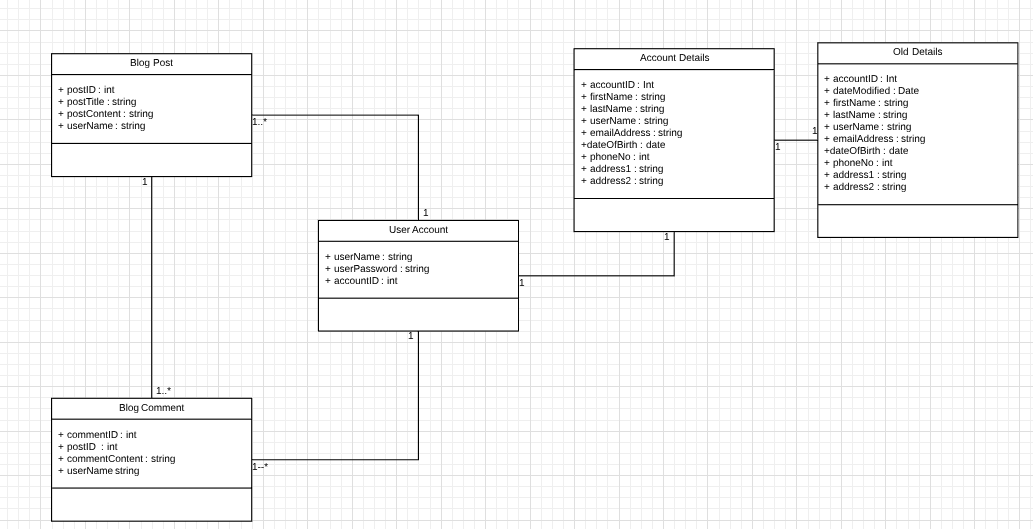 Blog Post
+ postID : int
+ postTitle : string
+ postContent : string
+ userName : string
1..*
1
1
1..*
Blog Comment
+ commentID : int
+ postID : int
+ commentContent : string
+ userName string
1--*
User Account
+ userName : string
+ userPassword : string
+ accountID : int
1
1
Account Details
+ accountID : Int
+ firstName : string
+ lastName : string
+ userName : string
+ emailAddress : string
+dateOfBirth : date
+ phoneNo : int
+ address1 : string
+ address2 : string
1
1
1
Old Details
+ accountID : Int
+ dateModified : Date
+ firstName : string
+ lastName : string
+ userName : string
+ emailAddress : string
+dateOfBirth : date
+ phoneNo : int
+ address1 : string
+ address2 : string